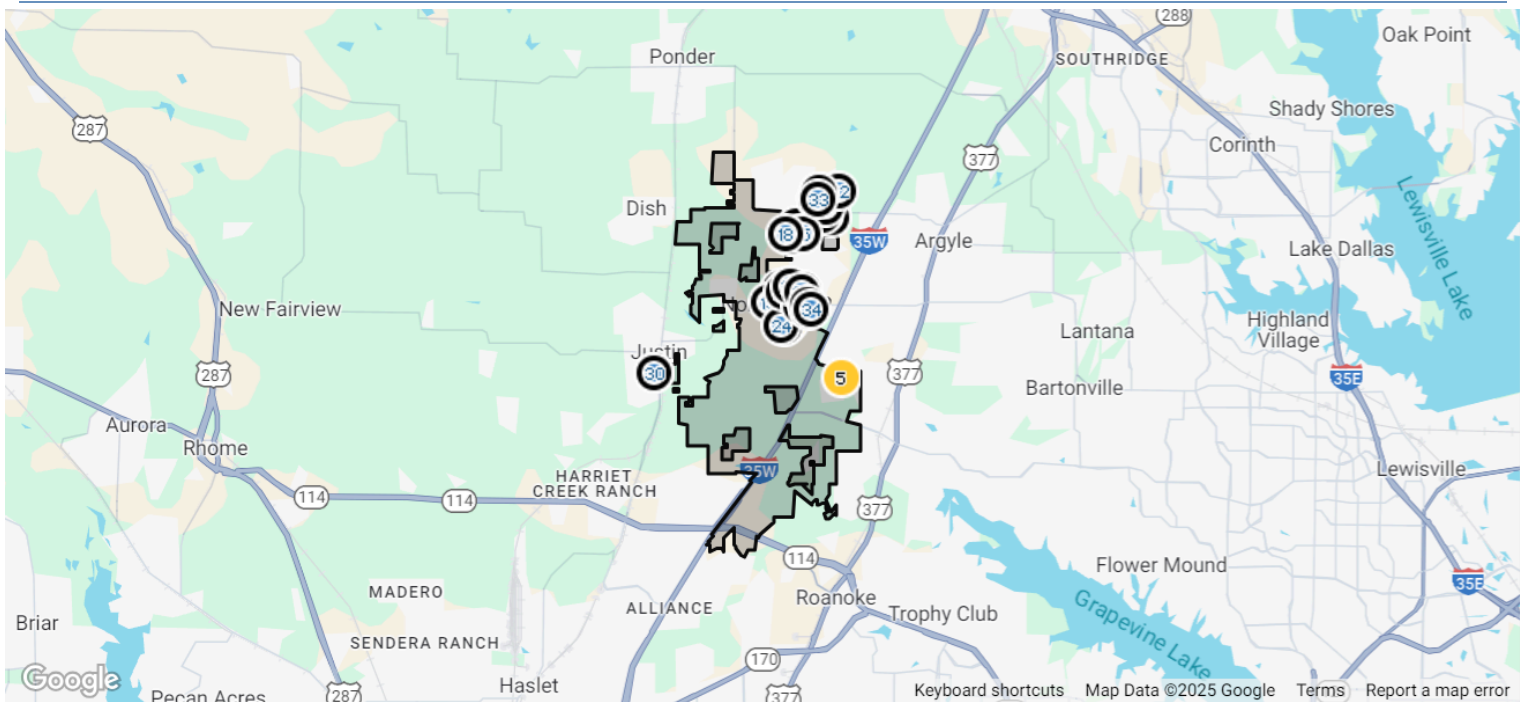 288
Oak Point
Ponder
SOUTHRIDGE
Shady Shores
287
Corinth
377
33
Dish
18
35W
Argyle
Lewisville Lake
Lake Dallas
New Fairview
34
24
Highland
Village
Lantana
Justin
30
5
377
287
35E
Bartonville
Aurora
Rhome
35W
Lewisville
HARRIET
CREEK RANCH
114
114
377
114
Flower Mound
35E
MADERO
ALLIANCE
Roanoke
Trophy Club
Grapevine Lake
Briar
SENDERA RANCH
170
Google
Haslet
377
287
Pecan Acres
Keyboard shortcuts Map Data ©2025 Google Terms Report a map error